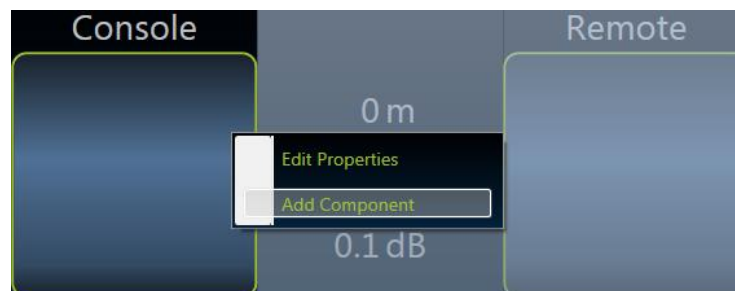 Console
Remote
0 m
Edit Properties
Add Component
0.1 dB